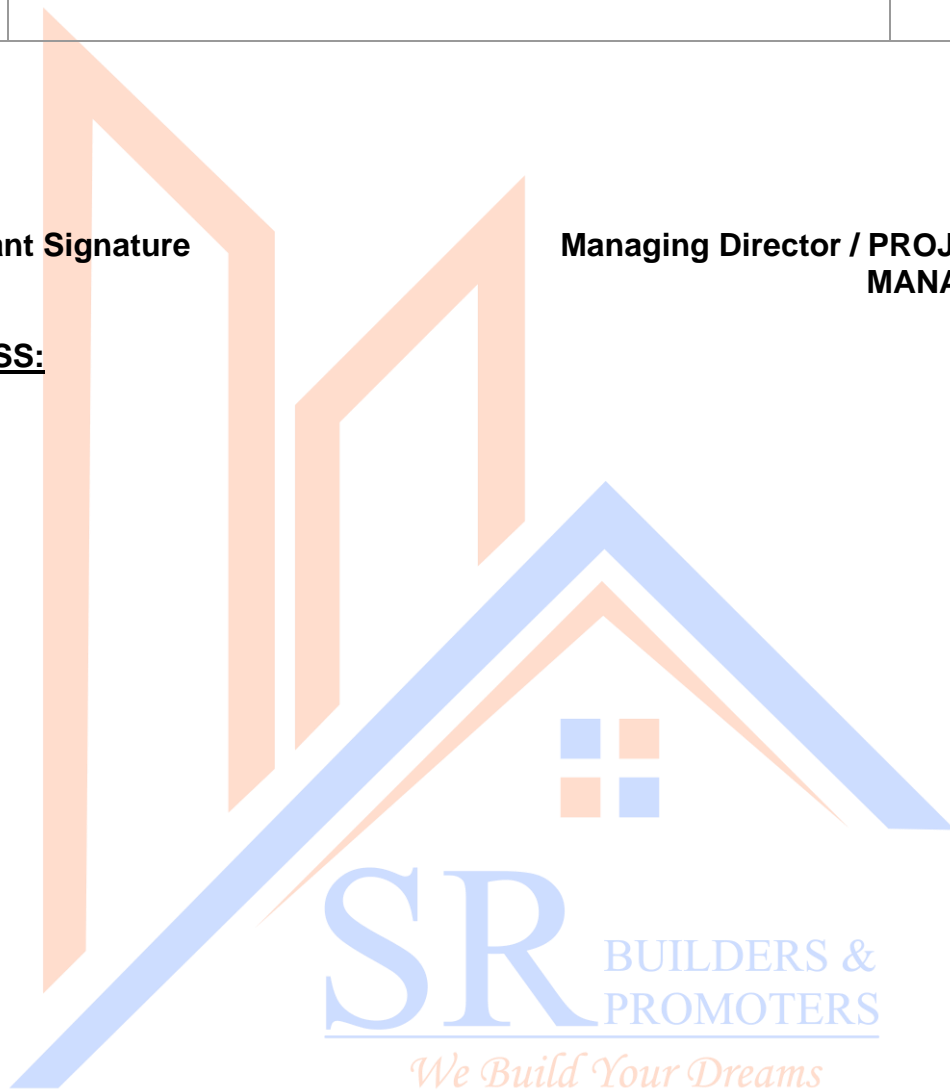 ant Signature Managing Director / PROJ
MANA
SS:
SR
BUILDERS &
PROMOTERS
We Build Your Dreams